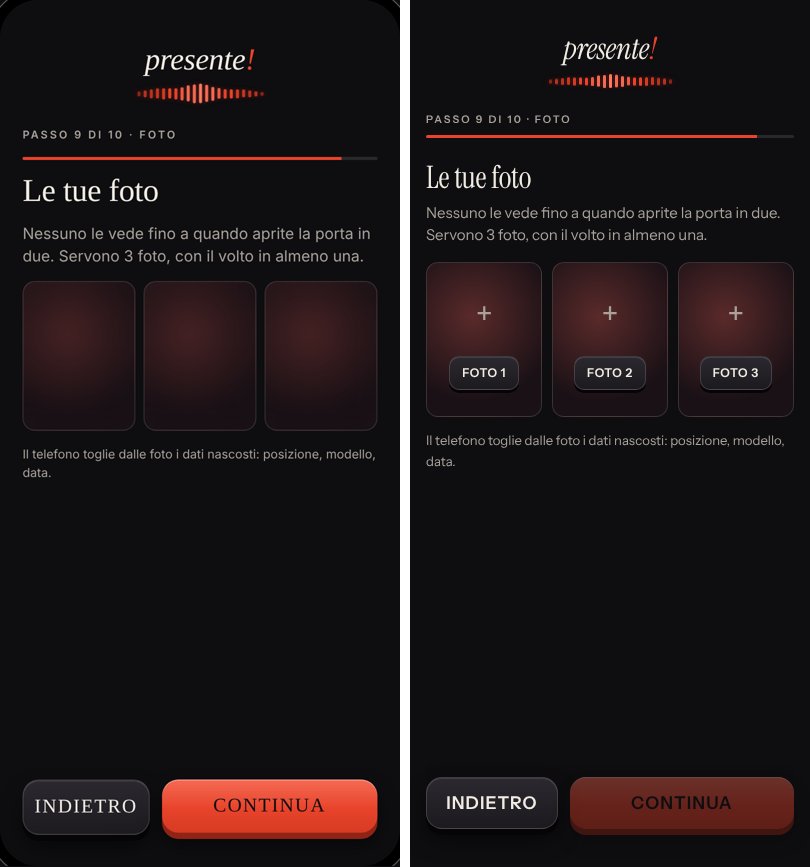 presente!
PASSO 9 DI 10 · FOTO
Le tue foto
Nessuno le vede fino a quando aprite la porta in
due. Servono 3 foto, con il volto in almeno una.
Il telefono toglie dalle foto i dati nascosti: posizione, modello,
data.
INDIETRO
CONTINUA
presente!
PASSO 9 DI 10 · FOTO
Le tue foto
Nessuno le vede fino a quando aprite la porta in due.
Servono 3 foto, con il volto in almeno una.
+ + +
FOTO 1 FOTO 2 FOTO 3
Il telefono toglie dalle foto i dati nascosti: posizione, modello,
data.
INDIETRO
CONTINUA